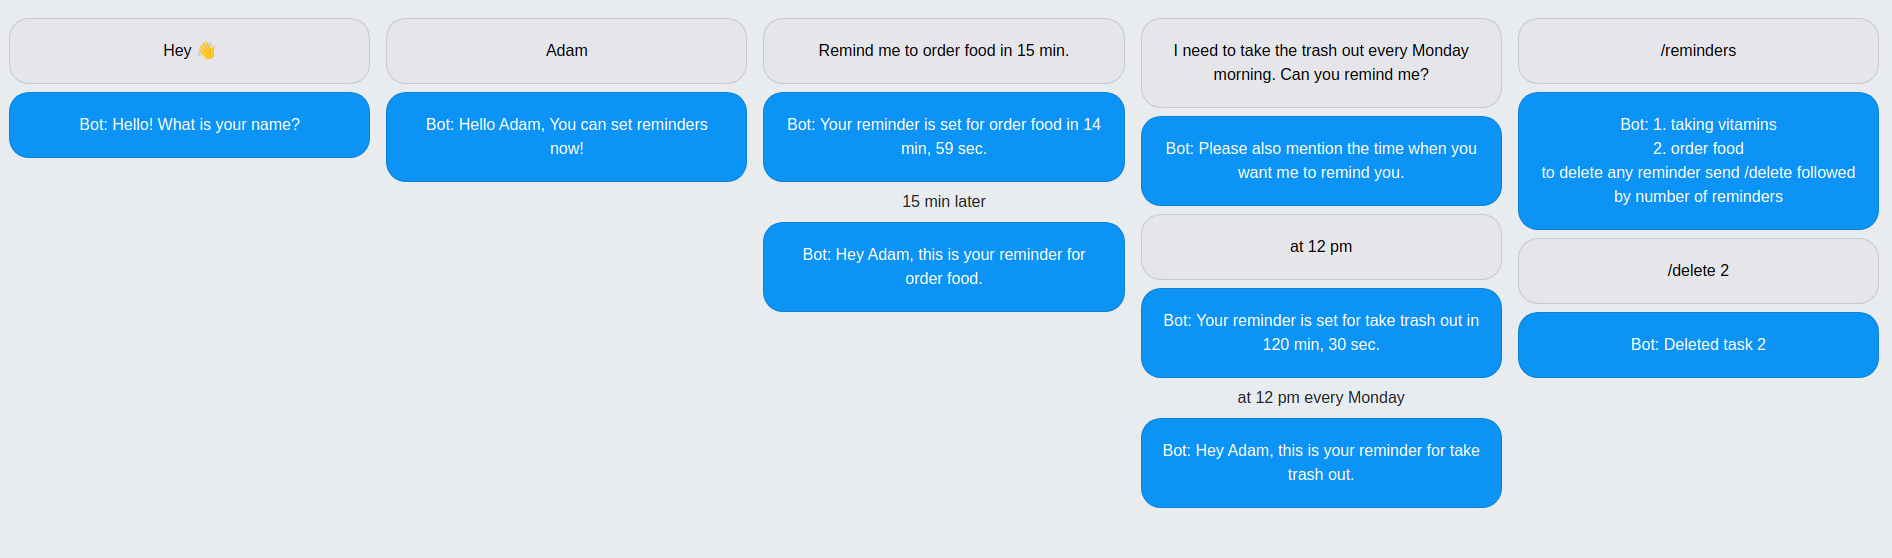 Hey 👋
Bot: Hello! What is your name?
Adam
Bot: Hello Adam, You can set reminders
now!
Remind me to order food in 15 min.
Bot: Your reminder is set for order food in 14
min, 59 sec.
15 min later
Bot: Hey Adam, this is your reminder for
order food.
I need to take the trash out every Monday
morning. Can you remind me?
Bot: Please also mention the time when you
want me to remind you.
at 12 pm
Bot: Your reminder is set for take trash out in
120 min, 30 sec.
at 12 pm every Monday
Bot: Hey Adam, this is your reminder for take
trash out.
/reminders
Bot: 1. taking vitamins
2. order food
to delete any reminder send /delete followed
by number of reminders
/delete 2
Bot: Deleted task 2